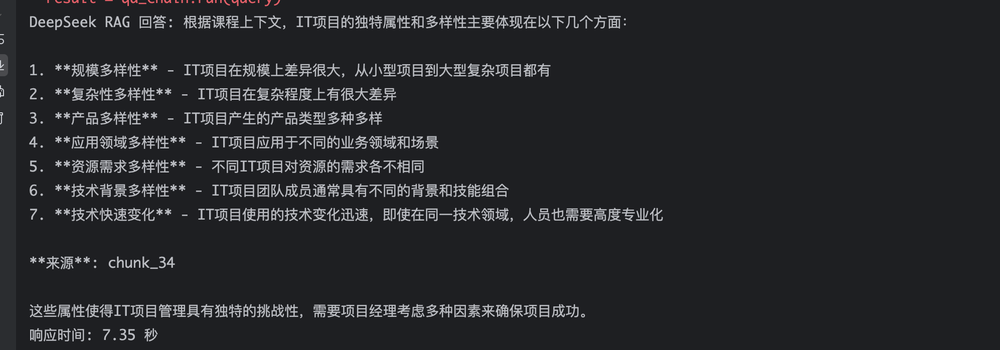 result = qa_chain.run(query)
DeepSeek RAG 回答: 根据课程上下文，IT项目的独特属性和多样性主要体现在以下几个方面：
1. **规模多样性** - IT项目在规模上差异很大，从小型项目到大型复杂项目都有
2. **复杂性多样性** - IT项目在复杂程度上有很大差异
3. **产品多样性** - IT项目产生的产品类型多种多样
4. **应用领域多样性** - IT项目应用于不同的业务领域和场景
5. **资源需求多样性** - 不同IT项目对资源的需求各不相同
6. **技术背景多样性** - IT项目团队成员通常具有不同的背景和技能组合
7. **技术快速变化** - IT项目使用的技术变化迅速，即使在同一技术领域，人员也需要高度专业化
**来源**: chunk_34
这些属性使得IT项目管理具有独特的挑战性，需要项目经理考虑多种因素来确保项目成功。
响应时间: 7.35 秒